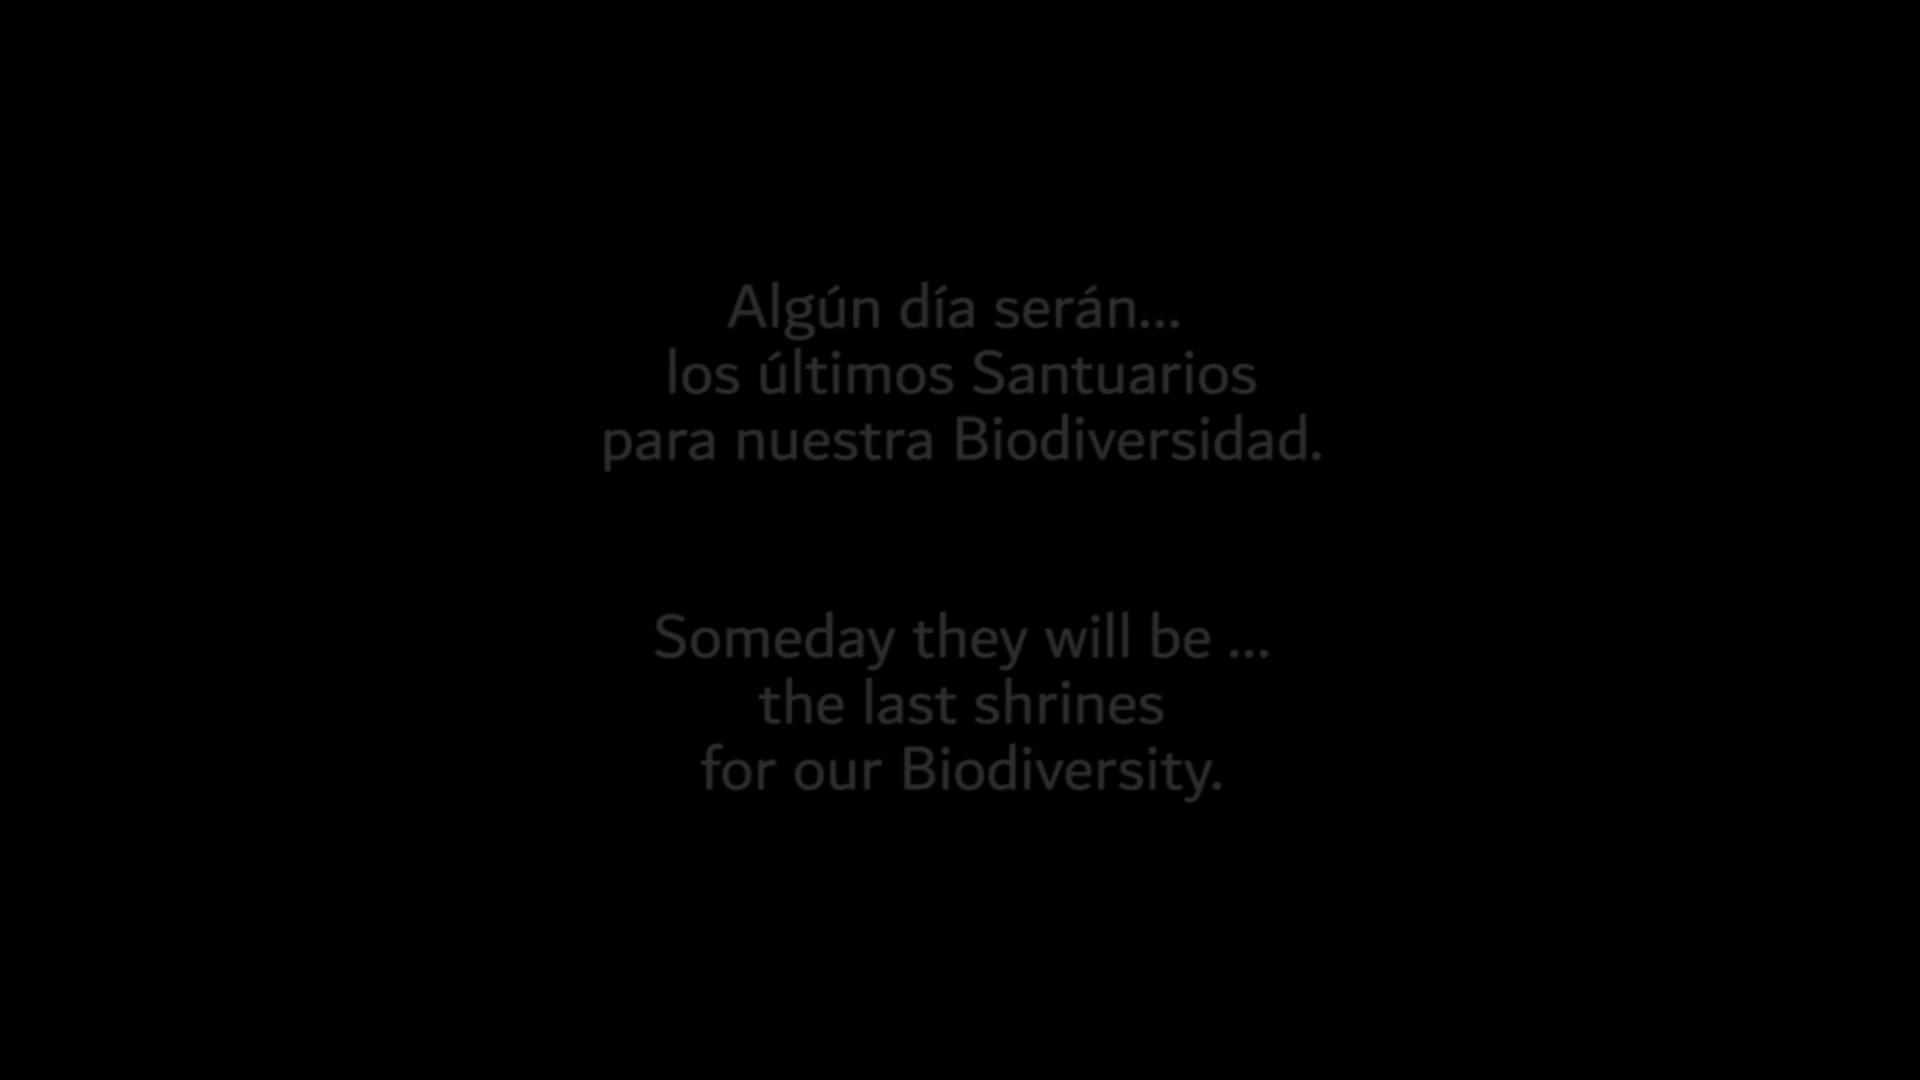 Algún día serán...
los últimos Santuarios
para nuestra Biodiversidad.
Someday they will be ...
the last shrines
for our Biodiversity.